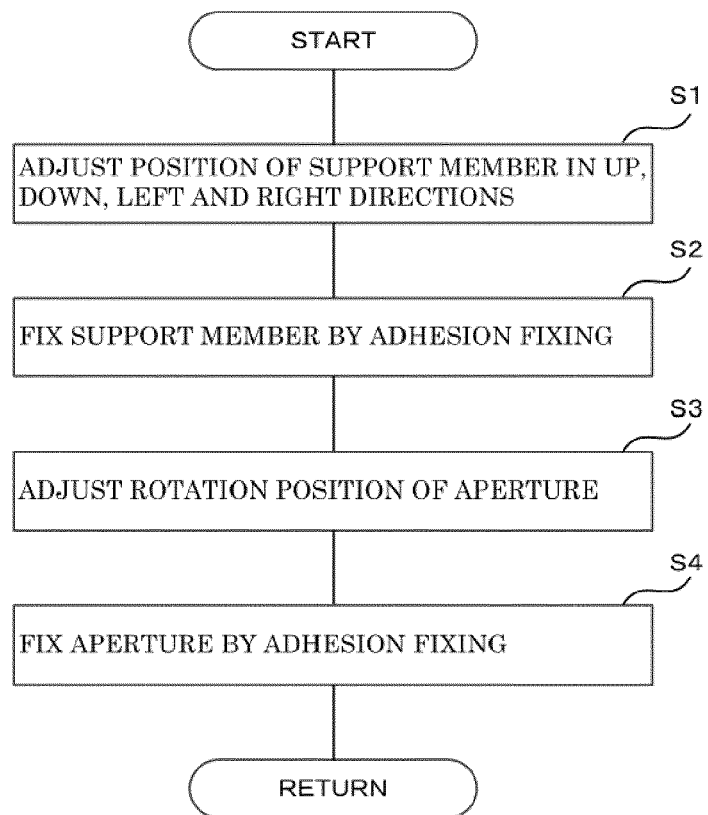 START
S1
ADJUST POSITION OF SUPPORT MEMBER IN UP,
DOWN, LEFT AND RIGHT DIRECTIONS
S2
FIX SUPPORT MEMBER BY ADHESION FIXING
S3
ADJUST ROTATION POSITION OF APERTURE
S4
FIX APERTURE BY ADHESION FIXING
RETURN